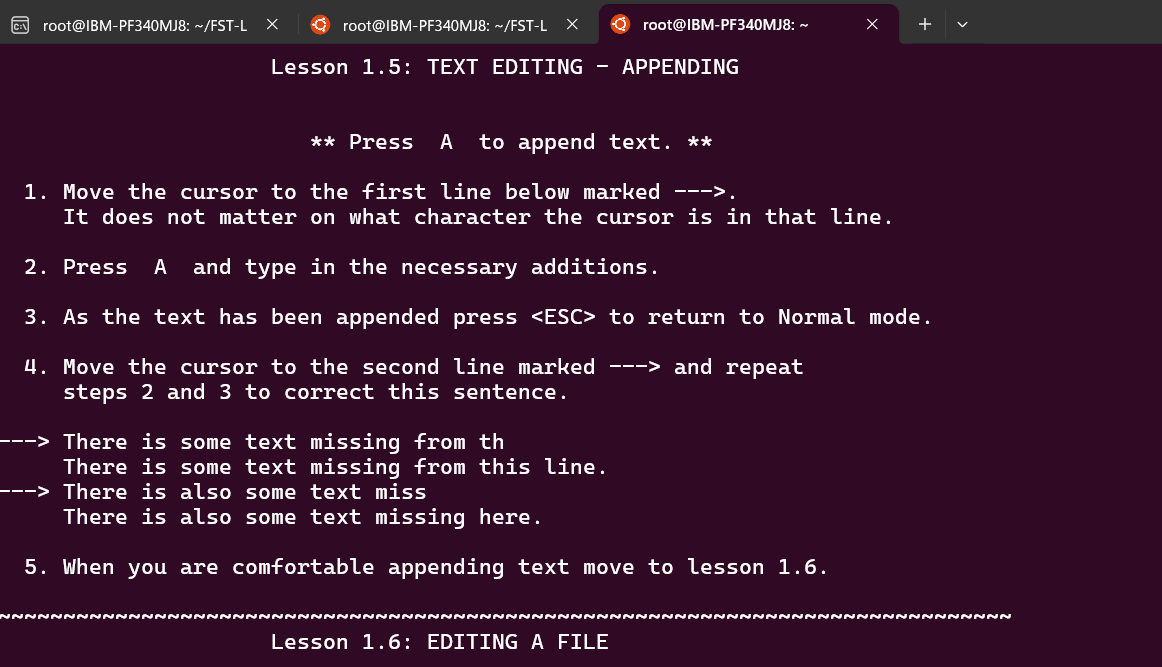 root@IBM-PF340MJ8: ~/FST-L
root@IBM-PF340MJ8: ~/FST-L
root@IBM-PF340MJ8: ~
Lesson 1.5: TEXT EDITING - APPENDING
** Press  A  to append text. **
1. Move the cursor to the first line below marked --->.
It does not matter on what character the cursor is in that line.
2. Press  A  and type in the necessary additions.
3. As the text has been appended press <ESC> to return to Normal mode.
4. Move the cursor to the second line marked ---> and repeat
steps 2 and 3 to correct this sentence.
---> There is some text missing from th
There is some text missing from this line.
---> There is also some text miss
There is also some text missing here.
5. When you are comfortable appending text move to lesson 1.6.
~~~~~~~~~~~~~~~~~~~~~~~~~~~~~~~~~~~~~~~~~~~~~~~~~~~~~~~~~~~~~~~~~~~~~~~~~~~~~~
Lesson 1.6: EDITING A FILE